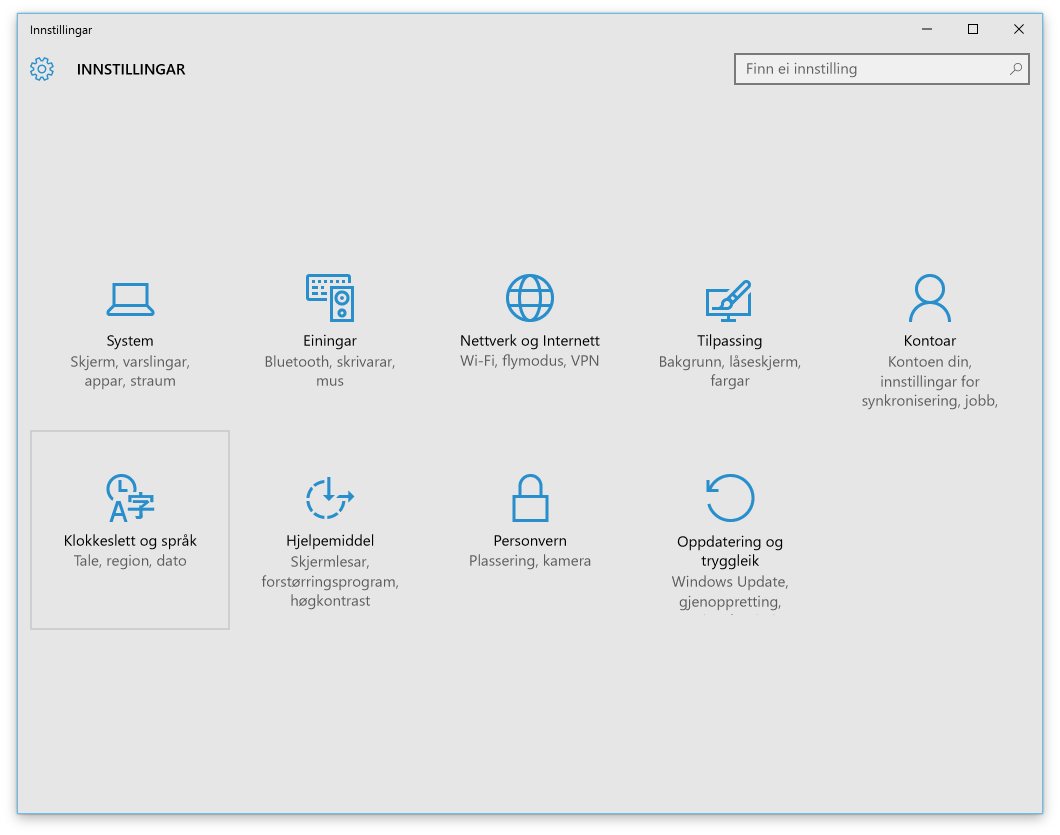 Innstillingar
INNSTILLINGAR
Finn ei innstilling
System
Skjerm, varslingar,
appar, straum
Einingar
Bluetooth, skrivarar,
mus
Nettverk og Internett
Wi-Fi, flymodus, VPN
Tilpassing
Bakgrunn, låseskjerm,
fargar
Kontoar
Kontoen din,
innstillingar for
synkronisering, jobb,
Klokkeslett og språk
Tale, region, dato
Hjelpemiddel
Skjermlesar,
forstørringsprogram,
høgkontrast
Personvern
Plassering, kamera
Oppdatering og
tryggleik
Windows Update,
gjenoppretting,